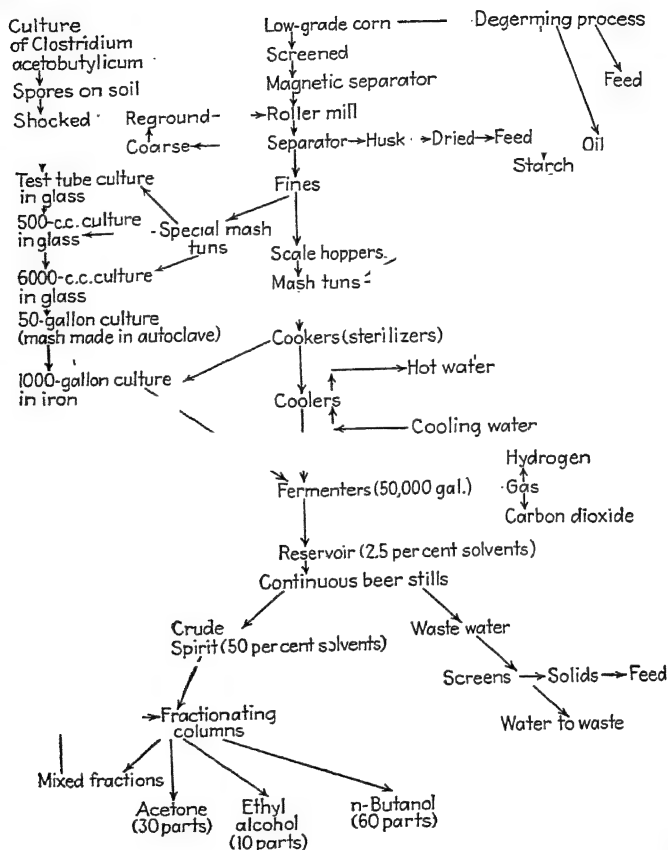 Culture
of Clostridium
acetobutylicum
Spores on soil
Shocked
Low-grade corn
Degerming process
Screened
Magnetic separator
Feed
Reground
Roller mill
Coarse
Separator
Husk
Dried
Feed
Oil
Starch
Test tube culture
in glass
Fines
500-c.c. culture
in glass
Special mash
tuns
Scale hoppers
6000-c.c. culture
in glass
Mash tuns
50-gallon culture
(mash made in autoclave)
Cookers (sterilizers)
1000-gallon culture
in iron
Hot water
Coolers
Cooling water
Hydrogen
Fermenters (50,000 gal.)
Gas
Carbon dioxide
Reservoir (2.5 percent solvents)
Continuous beer stills
Crude
Spirit (50 percent solvents)
Waste water
Screens
Solids
Feed
Fractionating
columns
Water to waste
Mixed fractions
Acetone
(30 parts)
Ethyl
alcohol
(10 parts)
n-Butanol
(60 parts)